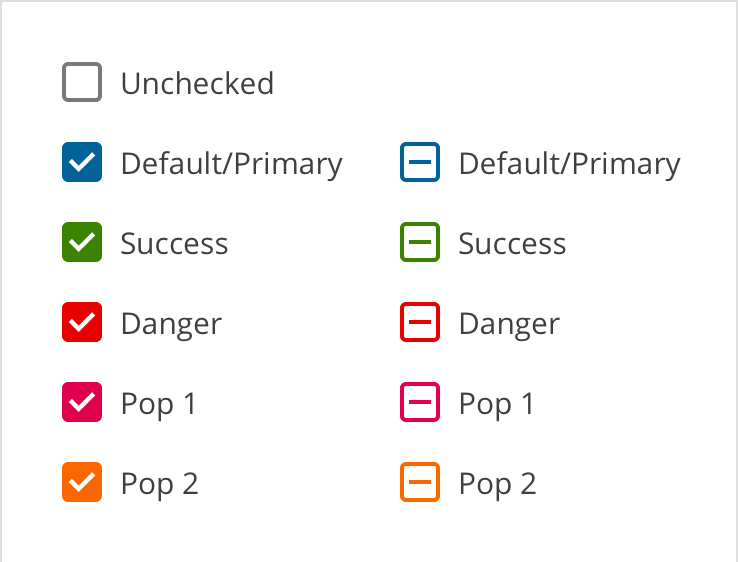 Unchecked
Default/Primary Default/Primary
Success Success
Danger Danger
Pop 1 Pop 1
Pop 2 Pop 2